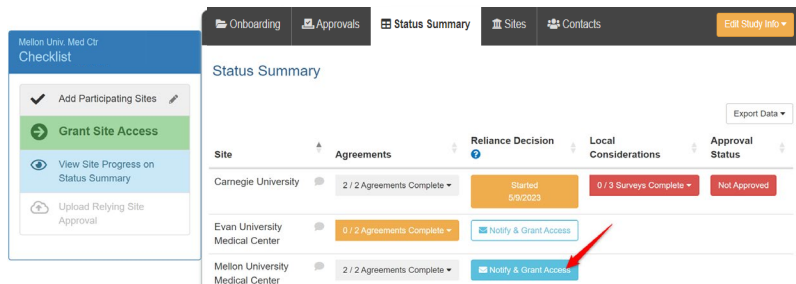 Mellon Univ. Med Ctr
Checklist
Add Participating Sites
Grant Site Access
View Site Progress on
Status Summary
Upload Relying Site
Approval
Onboarding Approvals Status Summary Sites Contacts Edit Study Info
Status Summary
Export Data
Site Agreements Reliance Decision ? Local Considerations Approval Status
Carnegie University 2 / 2 Agreements Complete Started 5/9/2023 0 / 3 Surveys Complete Not Approved
Evan University Medical Center 0 / 2 Agreements Complete Notify & Grant Access
Mellon University Medical Center 2 / 2 Agreements Complete Notify & Grant Access